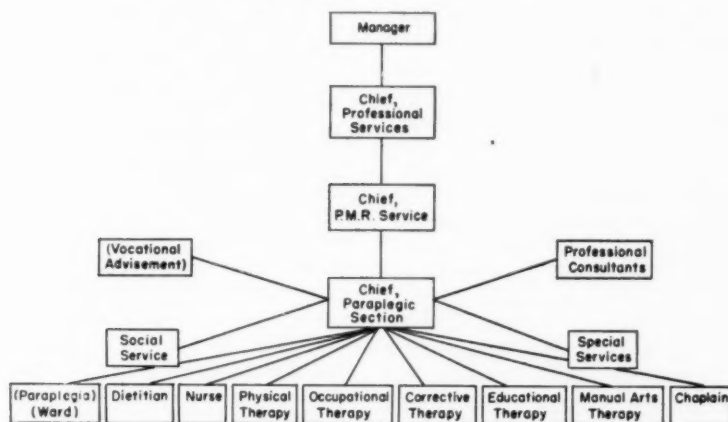 Manager
Chief,
Professional
Services
Chief,
P.M.R. Service
(Vocational
Advisement)
Professional
Consultants
Chief,
Paraplegic
Section
Social
Service
Special
Services
(Paraplegia)
(Ward)
Dietitian
Nurse
Physical
Therapy
Occupational
Therapy
Corrective
Therapy
Educational
Therapy
Manual Arts
Therapy
Chaplain